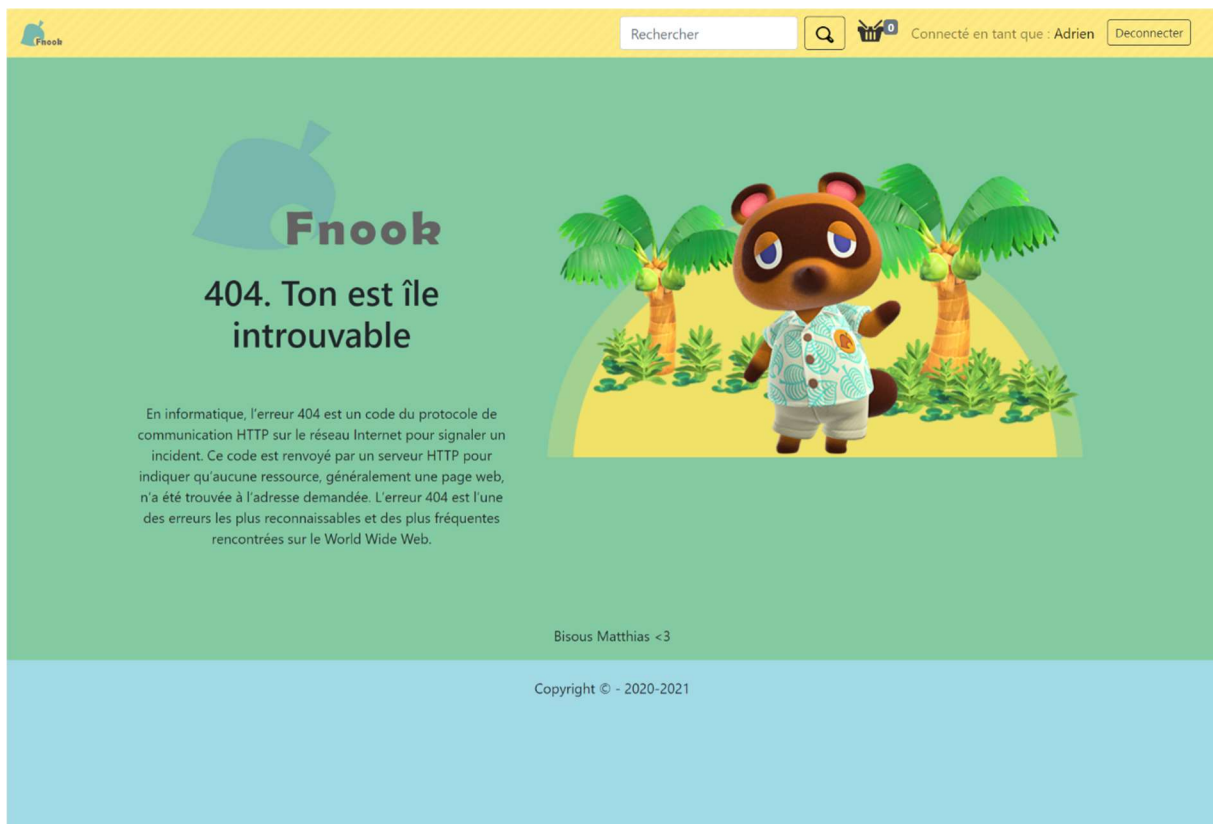 Fnook
Rechercher
0
Connecté en tant que : Adrien
Deconnecter
Fnook
404. Ton est île
introuvable
En informatique, l'erreur 404 est un code du protocole de
communication HTTP sur le réseau Internet pour signaler un
incident. Ce code est renvoyé par un serveur HTTP pour
indiquer qu'aucune ressource, généralement une page web,
n'a été trouvée à l'adresse demandée. L'erreur 404 est l'une
des erreurs les plus reconnaissables et des plus fréquentes
rencontrées sur le World Wide Web.
Bisous Matthias <3
Copyright © - 2020-2021